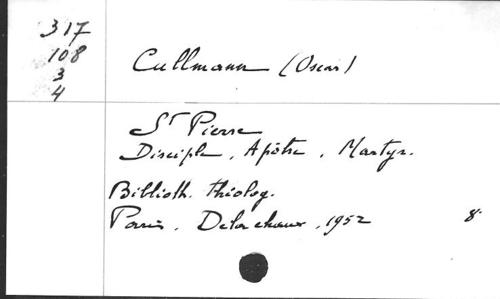 317
108
3
4
Cullmann (Oscar)
St Pierre
Disciple, Apôtre, Martyr.
Biblioth. théolog.
Paris, Delachaux, 1952 8°